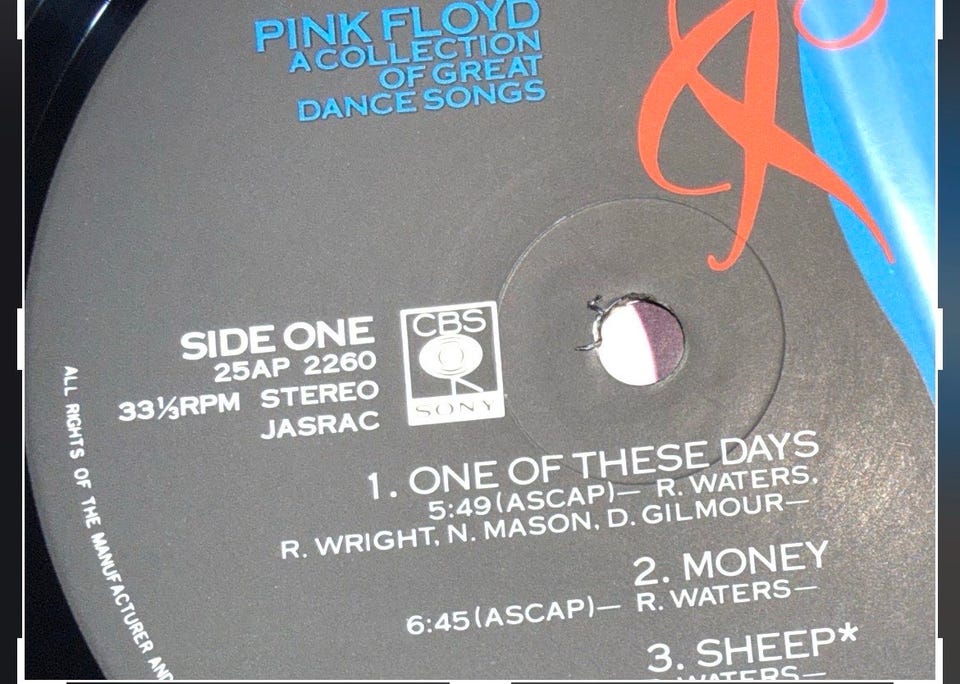 PINK FLOYD
A COLLECTION
OF GREAT
DANCE SONGS
SIDE ONE
25AP 2260
33⅓RPM STEREO
JASRAC
CBS
SONY
1. ONE OF THESE DAYS
5:49(ASCAP)— R. WATERS,
R. WRIGHT, N. MASON, D. GILMOUR—
2. MONEY
6:45(ASCAP)— R. WATERS—
3. SHEEP*
WATERS—
ALL RIGHTS OF THE MANUFACTURER AND